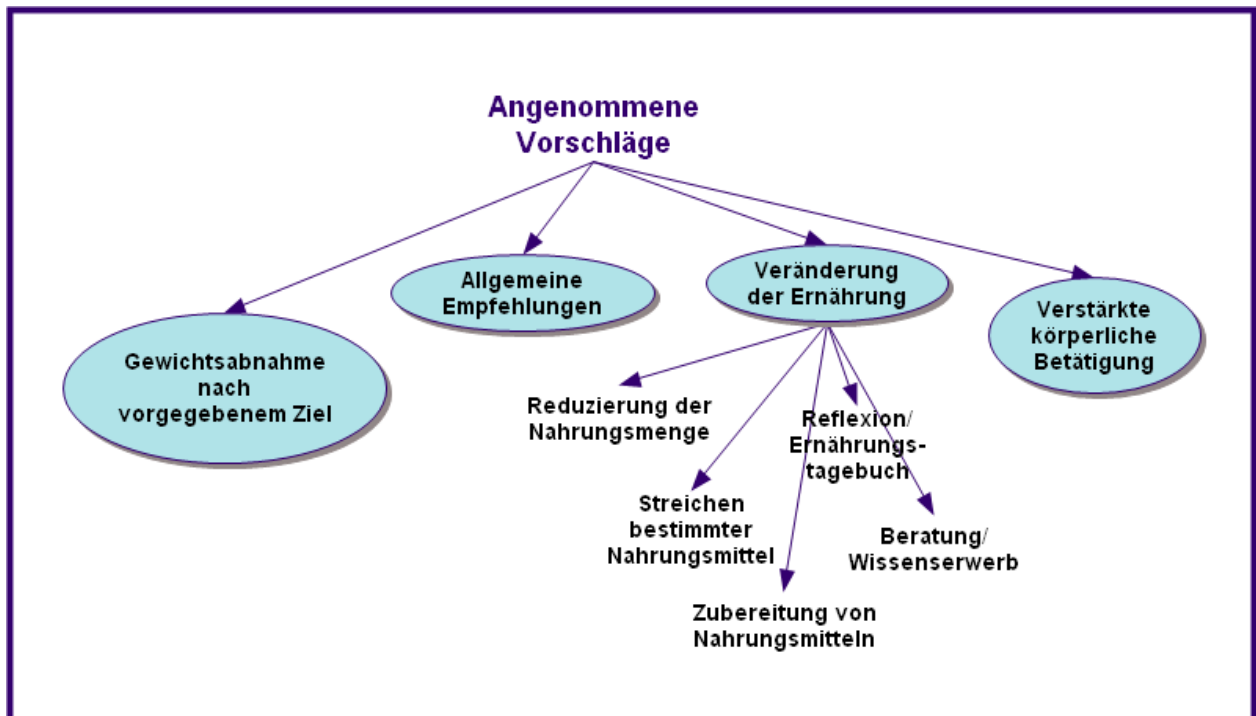 Angenommene
Vorschläge
Allgemeine
Empfehlungen
Veränderung
der Ernährung
Verstärkte
körperliche
Betätigung
Gewichtsabnahme
nach
vorgegebenem Ziel
Reduzierung der
Nahrungsmenge
Reflexion/
Ernährungs-
tagebuch
Streichen
bestimmter
Nahrungsmittel
Beratung/
Wissenserwerb
Zubereitung von
Nahrungsmitteln